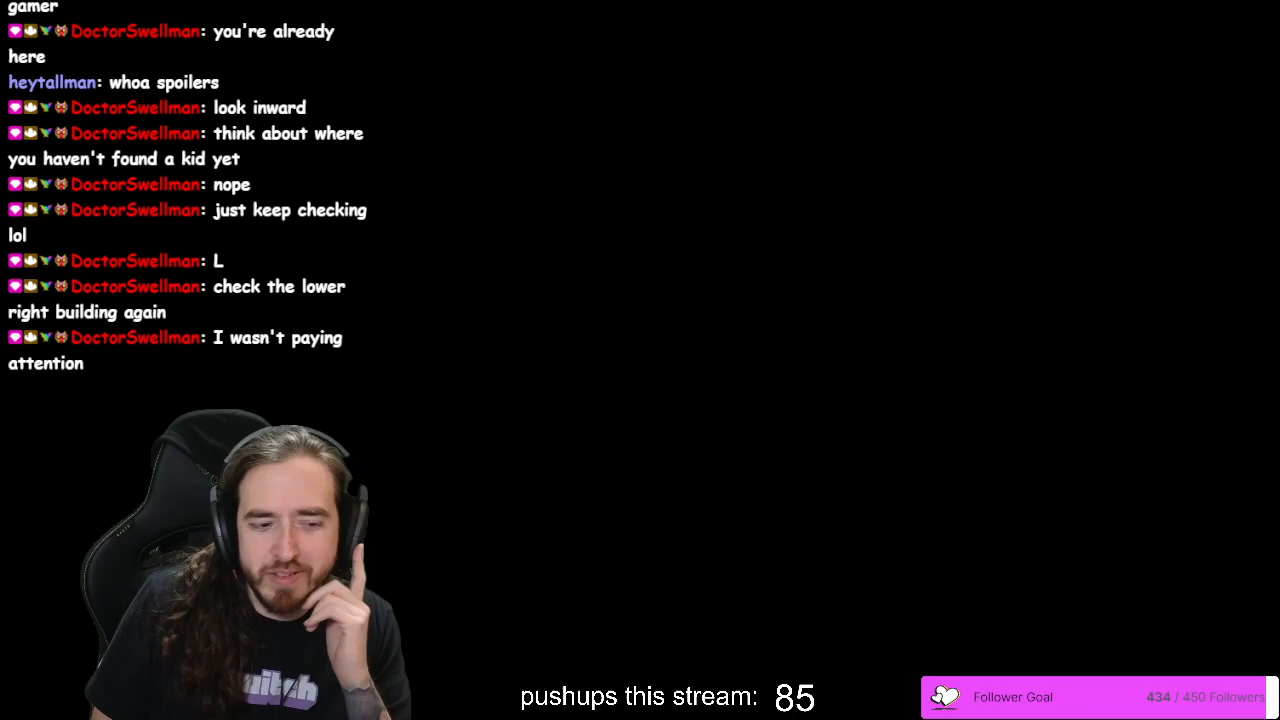 gamer
DoctorSwellman: you're already
here
heytallman: whoa spoilers
DoctorSwellman: look inward
DoctorSwellman: think about where
you haven't found a kid yet
DoctorSwellman: nope
DoctorSwellman: just keep checking
lol
DoctorSwellman: L
DoctorSwellman: check the lower
right building again
DoctorSwellman: I wasn't paying
attention
twitch
pushups this stream: 85
Follower Goal 434 / 450 Followers